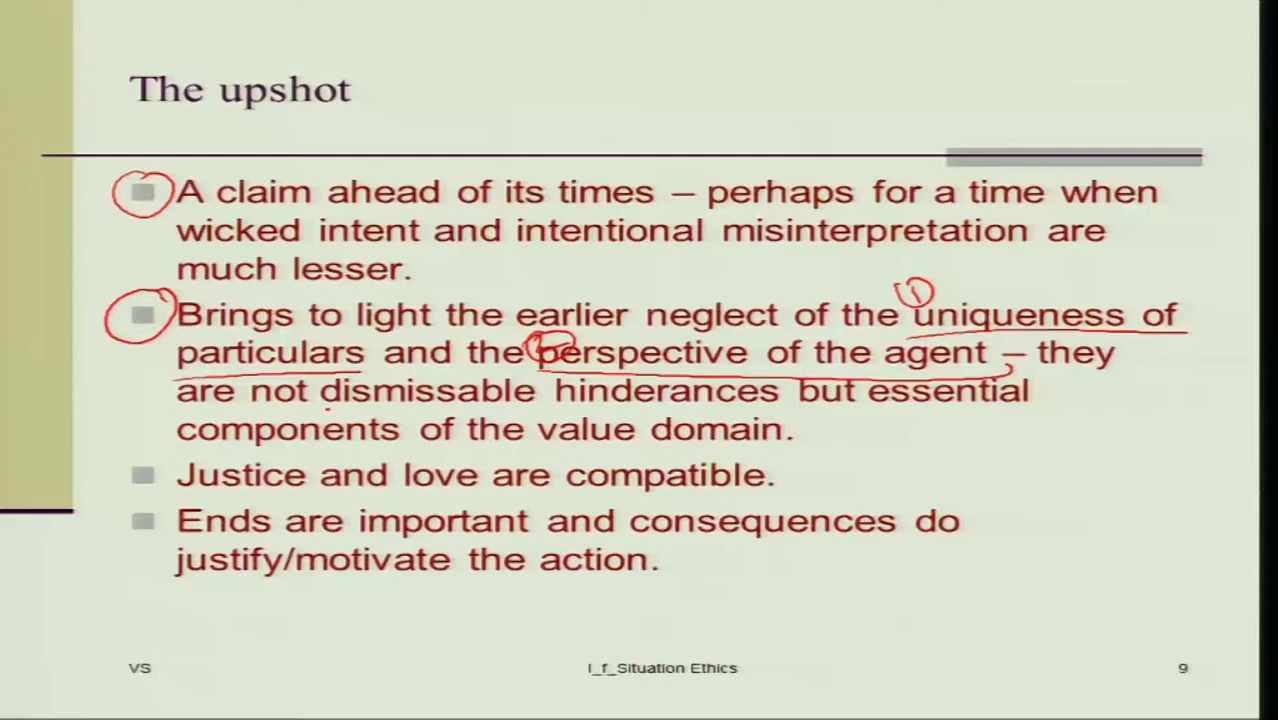 The upshot
A claim ahead of its times – perhaps for a time when
wicked intent and intentional misinterpretation are
much lesser.
1
Brings to light the earlier neglect of the uniqueness of
particulars and the perspective of the agent – they
are not dismissable hinderances but essential
components of the value domain.
Justice and love are compatible.
Ends are important and consequences do
justify/motivate the action.
VS I_f_Situation Ethics 9